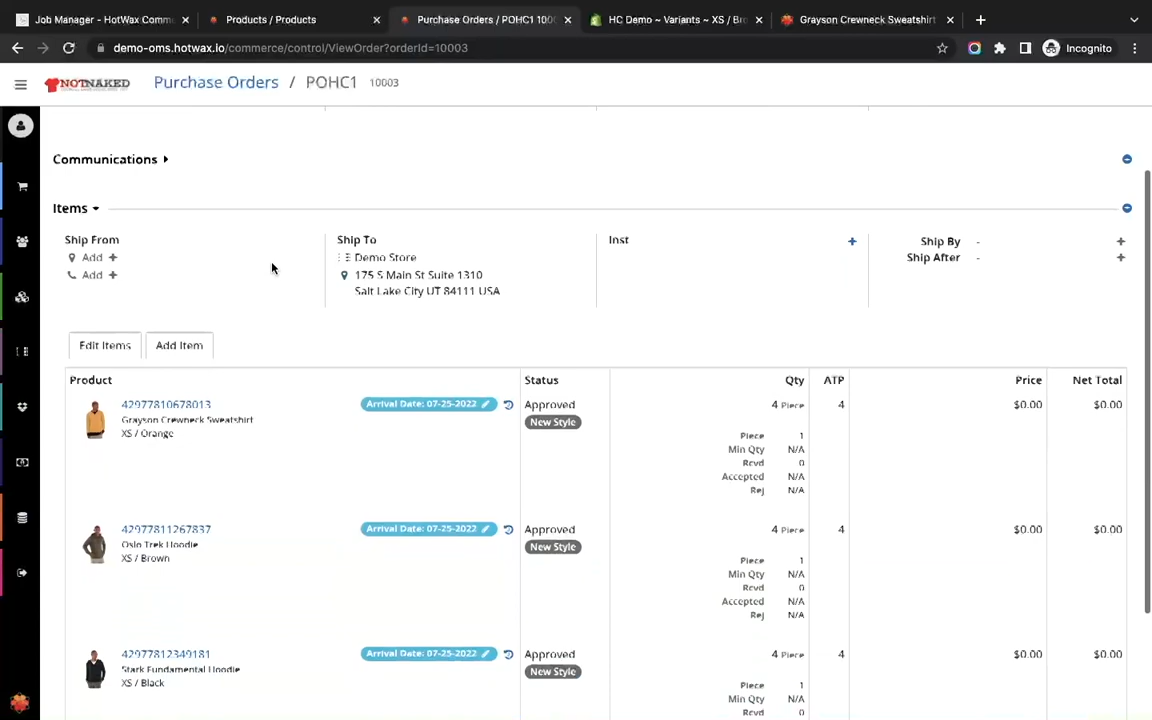 Job Manager - HotWax Comm
Products / Products
Purchase Orders / POHC1 100
HC Demo ~ Variants ~ XS / Br
Grayson Crewneck Sweatshirt
demo-oms.hotwax.io/commerce/control/ViewOrder?orderId=10003
Incognito
NOTNAKED
Purchase Orders / POHC1 10003
Communications
Items
Ship From
Add +
Add +
Ship To
Demo Store
175 S Main St Suite 1310
Salt Lake City UT 84111 USA
Inst
+
Ship By - +
Ship After - +
Edit Items
Add Item
Product Status Qty ATP Price Net Total
42977810678013 Arrival Date: 07-25-2022 Approved 4 Piece 4 $0.00 $0.00
Grayson Crewneck Sweatshirt New Style
XS / Orange
Piece 1
Min Qty N/A
Rcvd 0
Accepted N/A
Rej N/A
42977811267837 Arrival Date: 07-25-2022 Approved 4 Piece 4 $0.00 $0.00
Oslo Trek Hoodie New Style
XS / Brown
Piece 1
Min Qty N/A
Rcvd 0
Accepted N/A
Rej N/A
42977812349181 Arrival Date: 07-25-2022 Approved 4 Piece 4 $0.00 $0.00
Stark Fundamental Hoodie New Style
XS / Black
Piece 1
Min Qty N/A
Rcvd 0